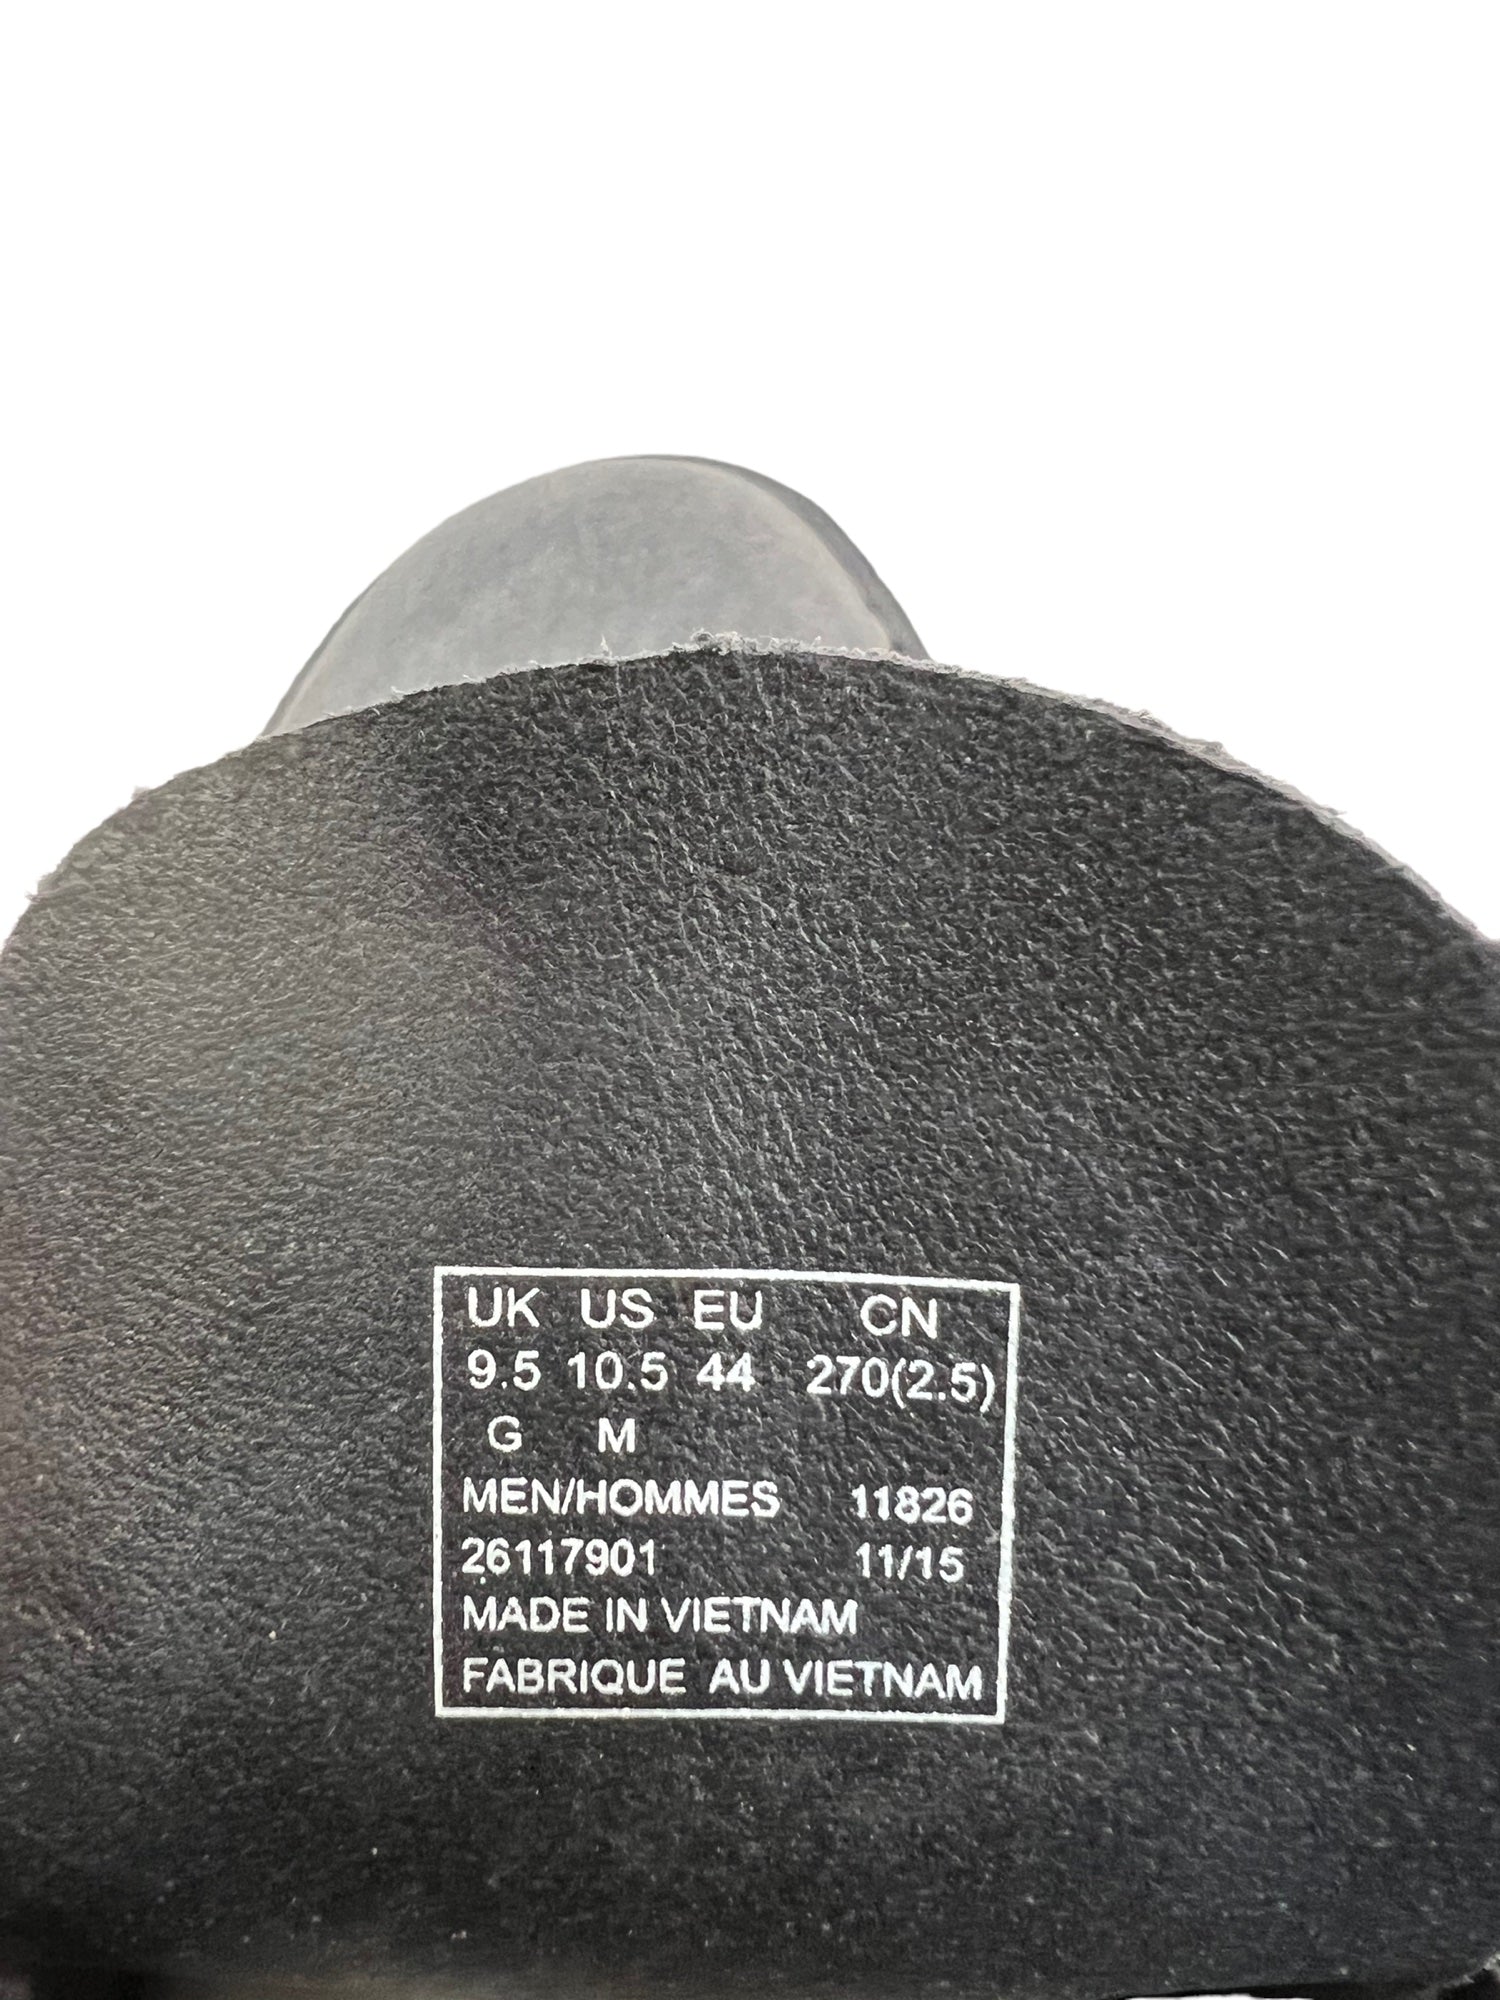 UK US EU CN
9.5 10.5 44 270(2.5)
G M
MEN/HOMMES 11826
26117901 11/15
MADE IN VIETNAM
FABRIQUE AU VIETNAM